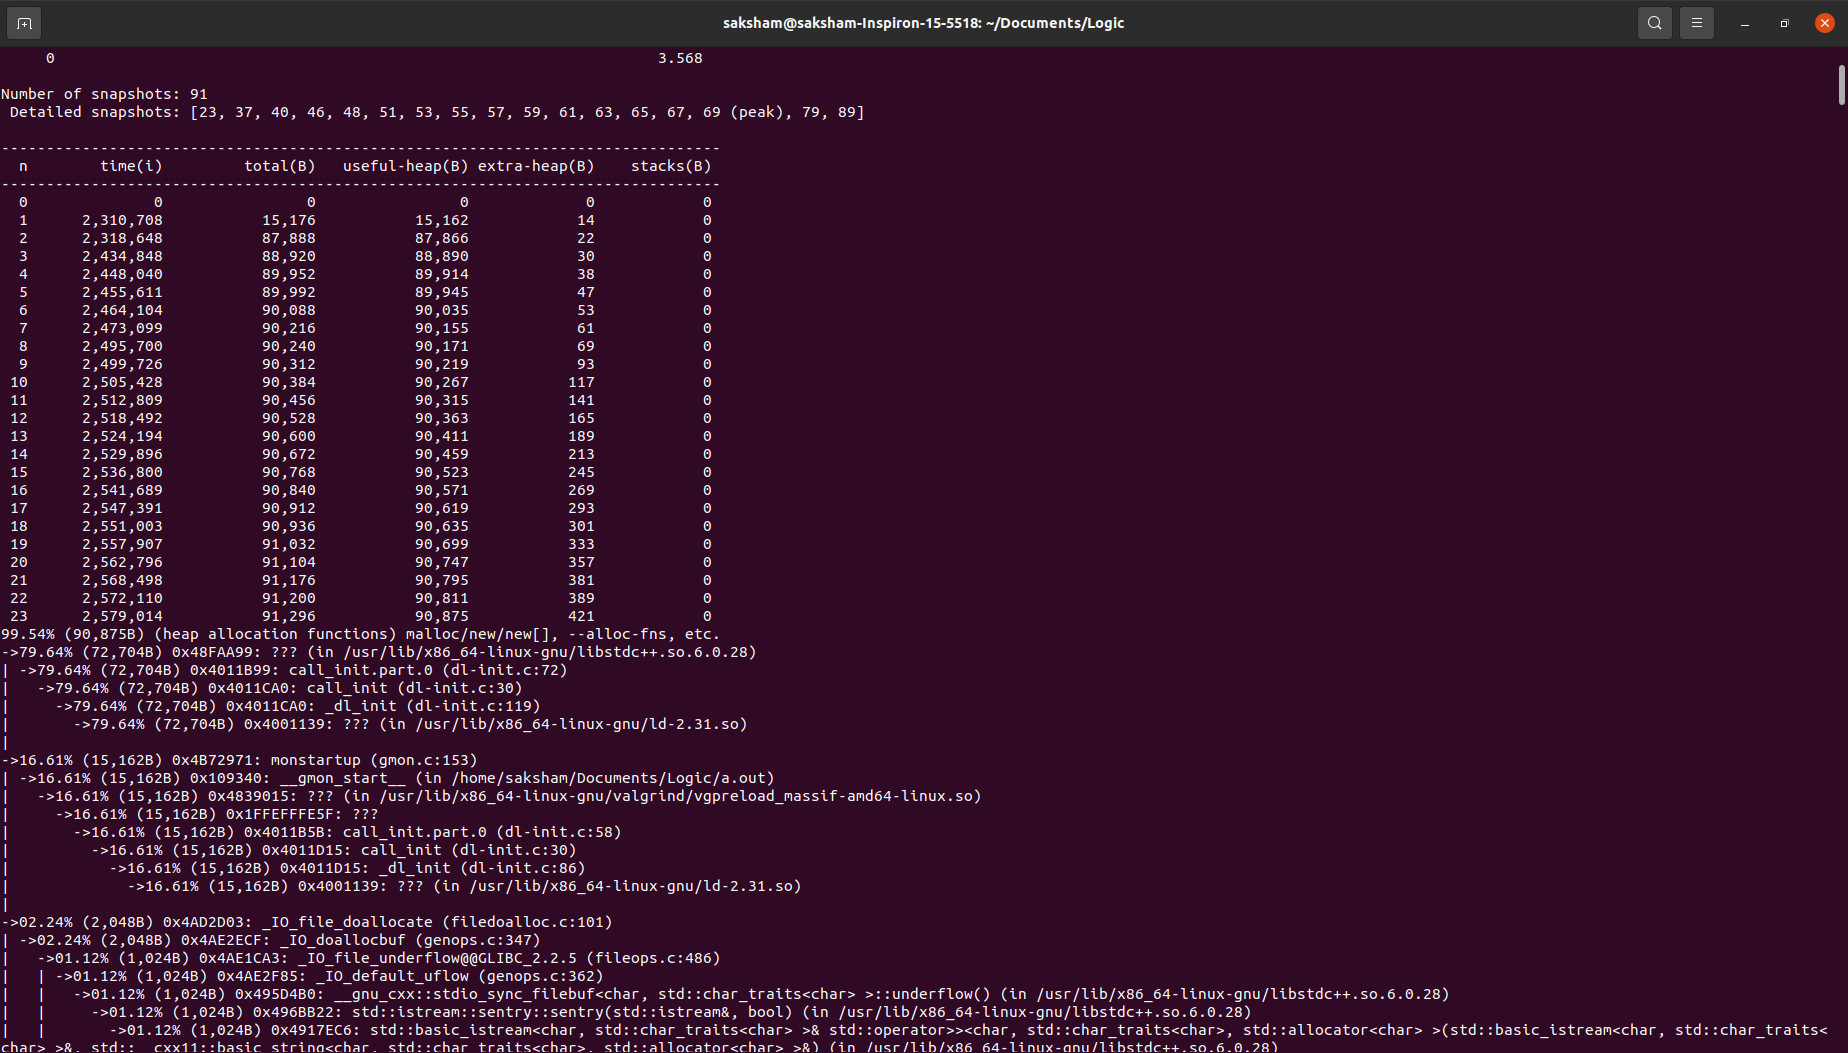 saksham@saksham-Inspiron-15-5518: ~/Documents/Logic
0 3.568
Number of snapshots: 91
Detailed snapshots: [23, 37, 40, 46, 48, 51, 53, 55, 57, 59, 61, 63, 65, 67, 69 (peak), 79, 89]
--------------------------------------------------------------------------------
n time(i) total(B) useful-heap(B) extra-heap(B) stacks(B)
--------------------------------------------------------------------------------
0 0 0 0 0 0
1 2,310,708 15,176 15,162 14 0
2 2,318,648 87,888 87,866 22 0
3 2,434,848 88,920 88,890 30 0
4 2,448,040 89,952 89,914 38 0
5 2,455,611 89,992 89,945 47 0
6 2,464,104 90,088 90,035 53 0
7 2,473,099 90,216 90,155 61 0
8 2,495,700 90,240 90,171 69 0
9 2,499,726 90,312 90,219 93 0
10 2,505,428 90,384 90,267 117 0
11 2,512,809 90,456 90,315 141 0
12 2,518,492 90,528 90,363 165 0
13 2,524,194 90,600 90,411 189 0
14 2,529,896 90,672 90,459 213 0
15 2,536,800 90,768 90,523 245 0
16 2,541,689 90,840 90,571 269 0
17 2,547,391 90,912 90,619 293 0
18 2,551,003 90,936 90,635 301 0
19 2,557,907 91,032 90,699 333 0
20 2,562,796 91,104 90,747 357 0
21 2,568,498 91,176 90,795 381 0
22 2,572,110 91,200 90,811 389 0
23 2,579,014 91,296 90,875 421 0
99.54% (90,875B) (heap allocation functions) malloc/new/new[], --alloc-fns, etc.
->79.64% (72,704B) 0x48FAA99: ??? (in /usr/lib/x86_64-linux-gnu/libstdc++.so.6.0.28)
| ->79.64% (72,704B) 0x4011B99: call_init.part.0 (dl-init.c:72)
|   ->79.64% (72,704B) 0x4011CA0: call_init (dl-init.c:30)
|     ->79.64% (72,704B) 0x4011CA0: _dl_init (dl-init.c:119)
|       ->79.64% (72,704B) 0x4001139: ??? (in /usr/lib/x86_64-linux-gnu/ld-2.31.so)
|
->16.61% (15,162B) 0x4B72971: monstartup (gmon.c:153)
| ->16.61% (15,162B) 0x109340: __gmon_start__ (in /home/saksham/Documents/Logic/a.out)
|   ->16.61% (15,162B) 0x4839015: ??? (in /usr/lib/x86_64-linux-gnu/valgrind/vgpreload_massif-amd64-linux.so)
|     ->16.61% (15,162B) 0x1FFEFFFE5F: ???
|       ->16.61% (15,162B) 0x4011B5B: call_init.part.0 (dl-init.c:58)
|         ->16.61% (15,162B) 0x4011D15: call_init (dl-init.c:30)
|           ->16.61% (15,162B) 0x4011D15: _dl_init (dl-init.c:86)
|             ->16.61% (15,162B) 0x4001139: ??? (in /usr/lib/x86_64-linux-gnu/ld-2.31.so)
|
->02.24% (2,048B) 0x4AD2D03: _IO_file_doallocate (filedoalloc.c:101)
| ->02.24% (2,048B) 0x4AE2ECF: _IO_doallocbuf (genops.c:347)
|   ->01.12% (1,024B) 0x4AE1CA3: _IO_file_underflow@@GLIBC_2.2.5 (fileops.c:486)
|   | ->01.12% (1,024B) 0x4AE2F85: _IO_default_uflow (genops.c:362)
|   |   ->01.12% (1,024B) 0x495D4B0: __gnu_cxx::stdio_sync_filebuf<char, std::char_traits<char> >::underflow() (in /usr/lib/x86_64-linux-gnu/libstdc++.so.6.0.28)
|   |     ->01.12% (1,024B) 0x496BB22: std::istream::sentry::sentry(std::istream&, bool) (in /usr/lib/x86_64-linux-gnu/libstdc++.so.6.0.28)
|   |       ->01.12% (1,024B) 0x4917EC6: std::basic_istream<char, std::char_traits<char> >& std::operator>><char, std::char_traits<char>, std::allocator<char> >(std::basic_istream<char, std::char_traits<
char> >&, std::__cxx11::basic_string<char, std::char_traits<char>, std::allocator<char> >&) (in /usr/lib/x86_64-linux-gnu/libstdc++.so.6.0.28)